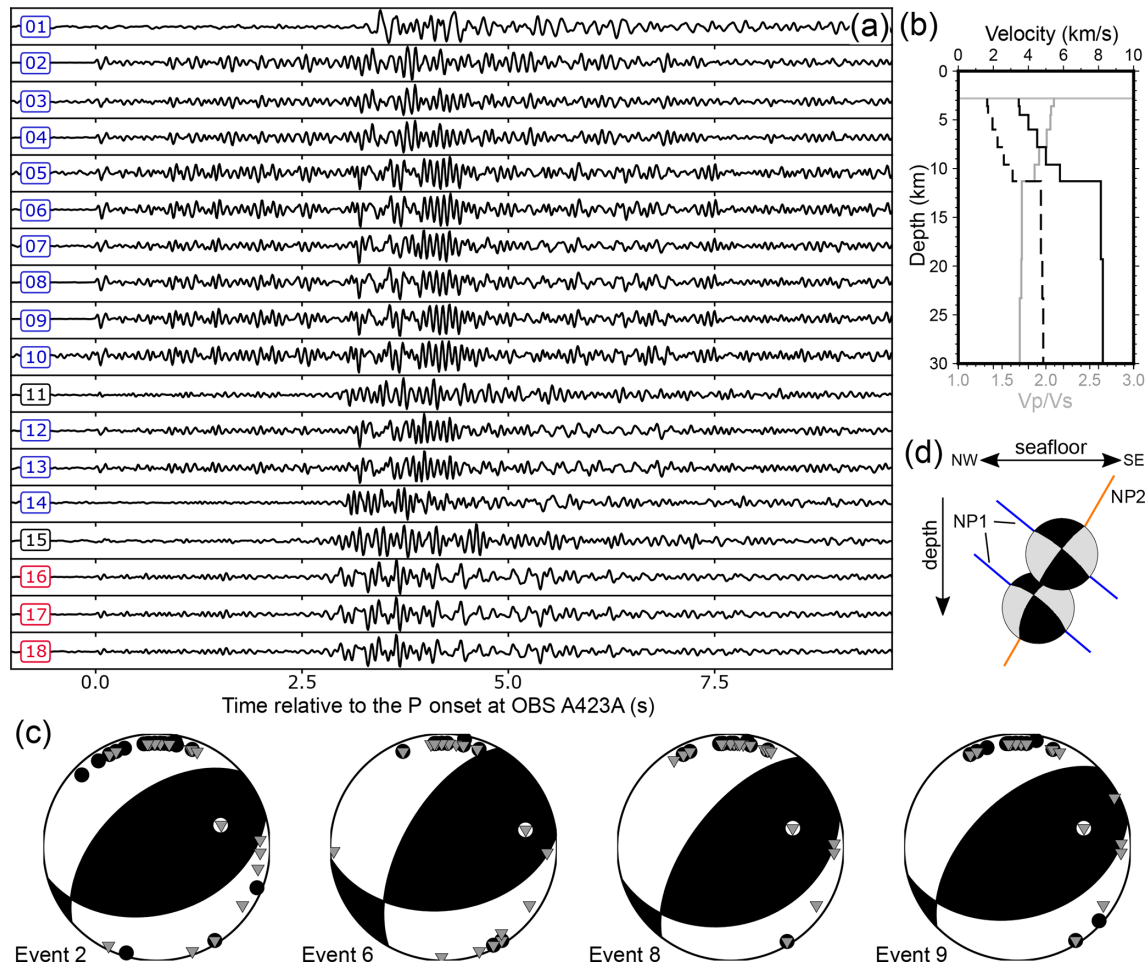 (a)
01
02
03
04
05
06
07
08
09
10
11
12
13
14
15
16
17
18
0.0 2.5 5.0 7.5
Time relative to the P onset at OBS A423A (s)
(b)
Velocity (km/s)
0 2 4 6 8 10
0
5
10
15
20
25
30
Depth (km)
1.0 1.5 2.0 2.5 3.0
Vp/Vs
(d)
NW seafloor SE
NP2
NP1
depth
(c)
Event 2 Event 6 Event 8 Event 9